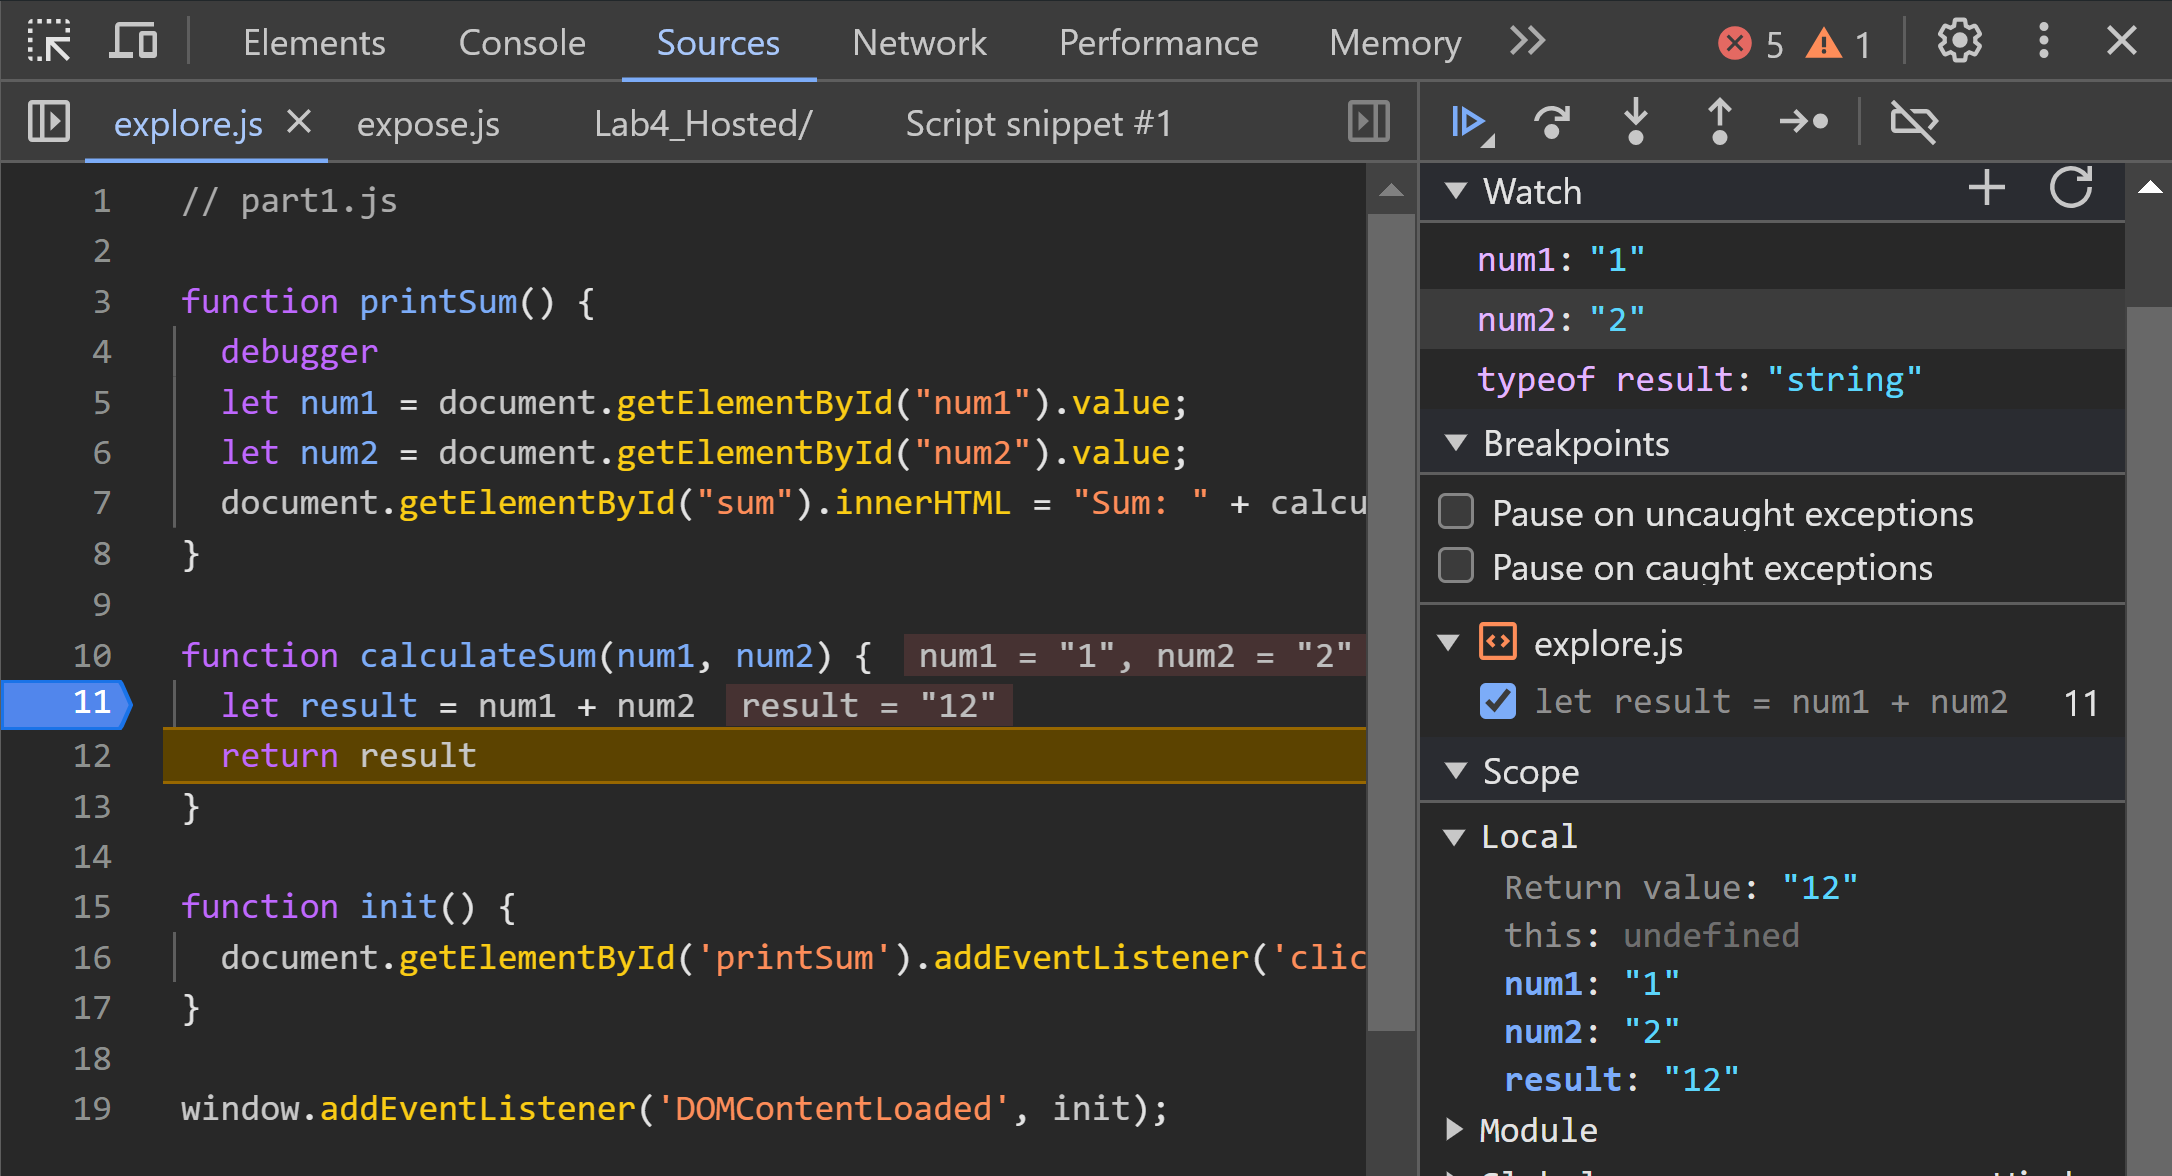 Elements Console Sources Network Performance Memory 5 1
explore.js expose.js Lab4_Hosted/ Script snippet #1
1 // part1.js
2
3 function printSum() {
4 debugger
5 let num1 = document.getElementById("num1").value;
6 let num2 = document.getElementById("num2").value;
7 document.getElementById("sum").innerHTML = "Sum: " + calcu
8 }
9
10 function calculateSum(num1, num2) { num1 = "1", num2 = "2"
11 let result = num1 + num2 result = "12"
12 return result
13 }
14
15 function init() {
16 document.getElementById('printSum').addEventListener('clic
17 }
18
19 window.addEventListener('DOMContentLoaded', init);
Watch
num1: "1"
num2: "2"
typeof result: "string"
Breakpoints
Pause on uncaught exceptions
Pause on caught exceptions
explore.js
let result = num1 + num2 11
Scope
Local
Return value: "12"
this: undefined
num1: "1"
num2: "2"
result: "12"
Module